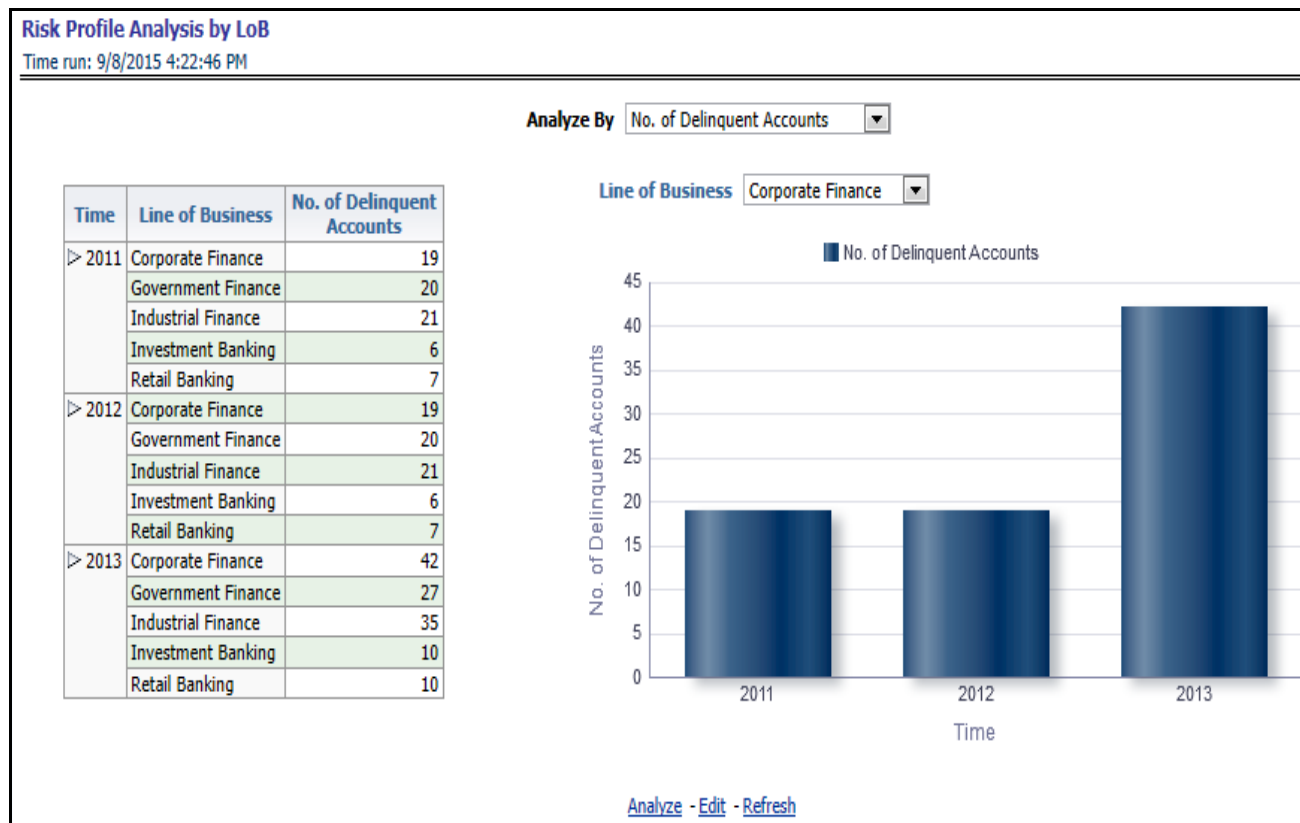 Risk Profile Analysis by LoB
Time run: 9/8/2015 4:22:46 PM
Analyze By No. of Delinquent Accounts
Time Line of Business No. of Delinquent Accounts
2011 Corporate Finance 19
Government Finance 20
Industrial Finance 21
Investment Banking 6
Retail Banking 7
2012 Corporate Finance 19
Government Finance 20
Industrial Finance 21
Investment Banking 6
Retail Banking 7
2013 Corporate Finance 42
Government Finance 27
Industrial Finance 35
Investment Banking 10
Retail Banking 10
Line of Business Corporate Finance
No. of Delinquent Accounts
No. of Delinquent Accounts
45
40
35
30
25
20
15
10
5
0
2011 2012 2013
Time
Analyze - Edit - Refresh